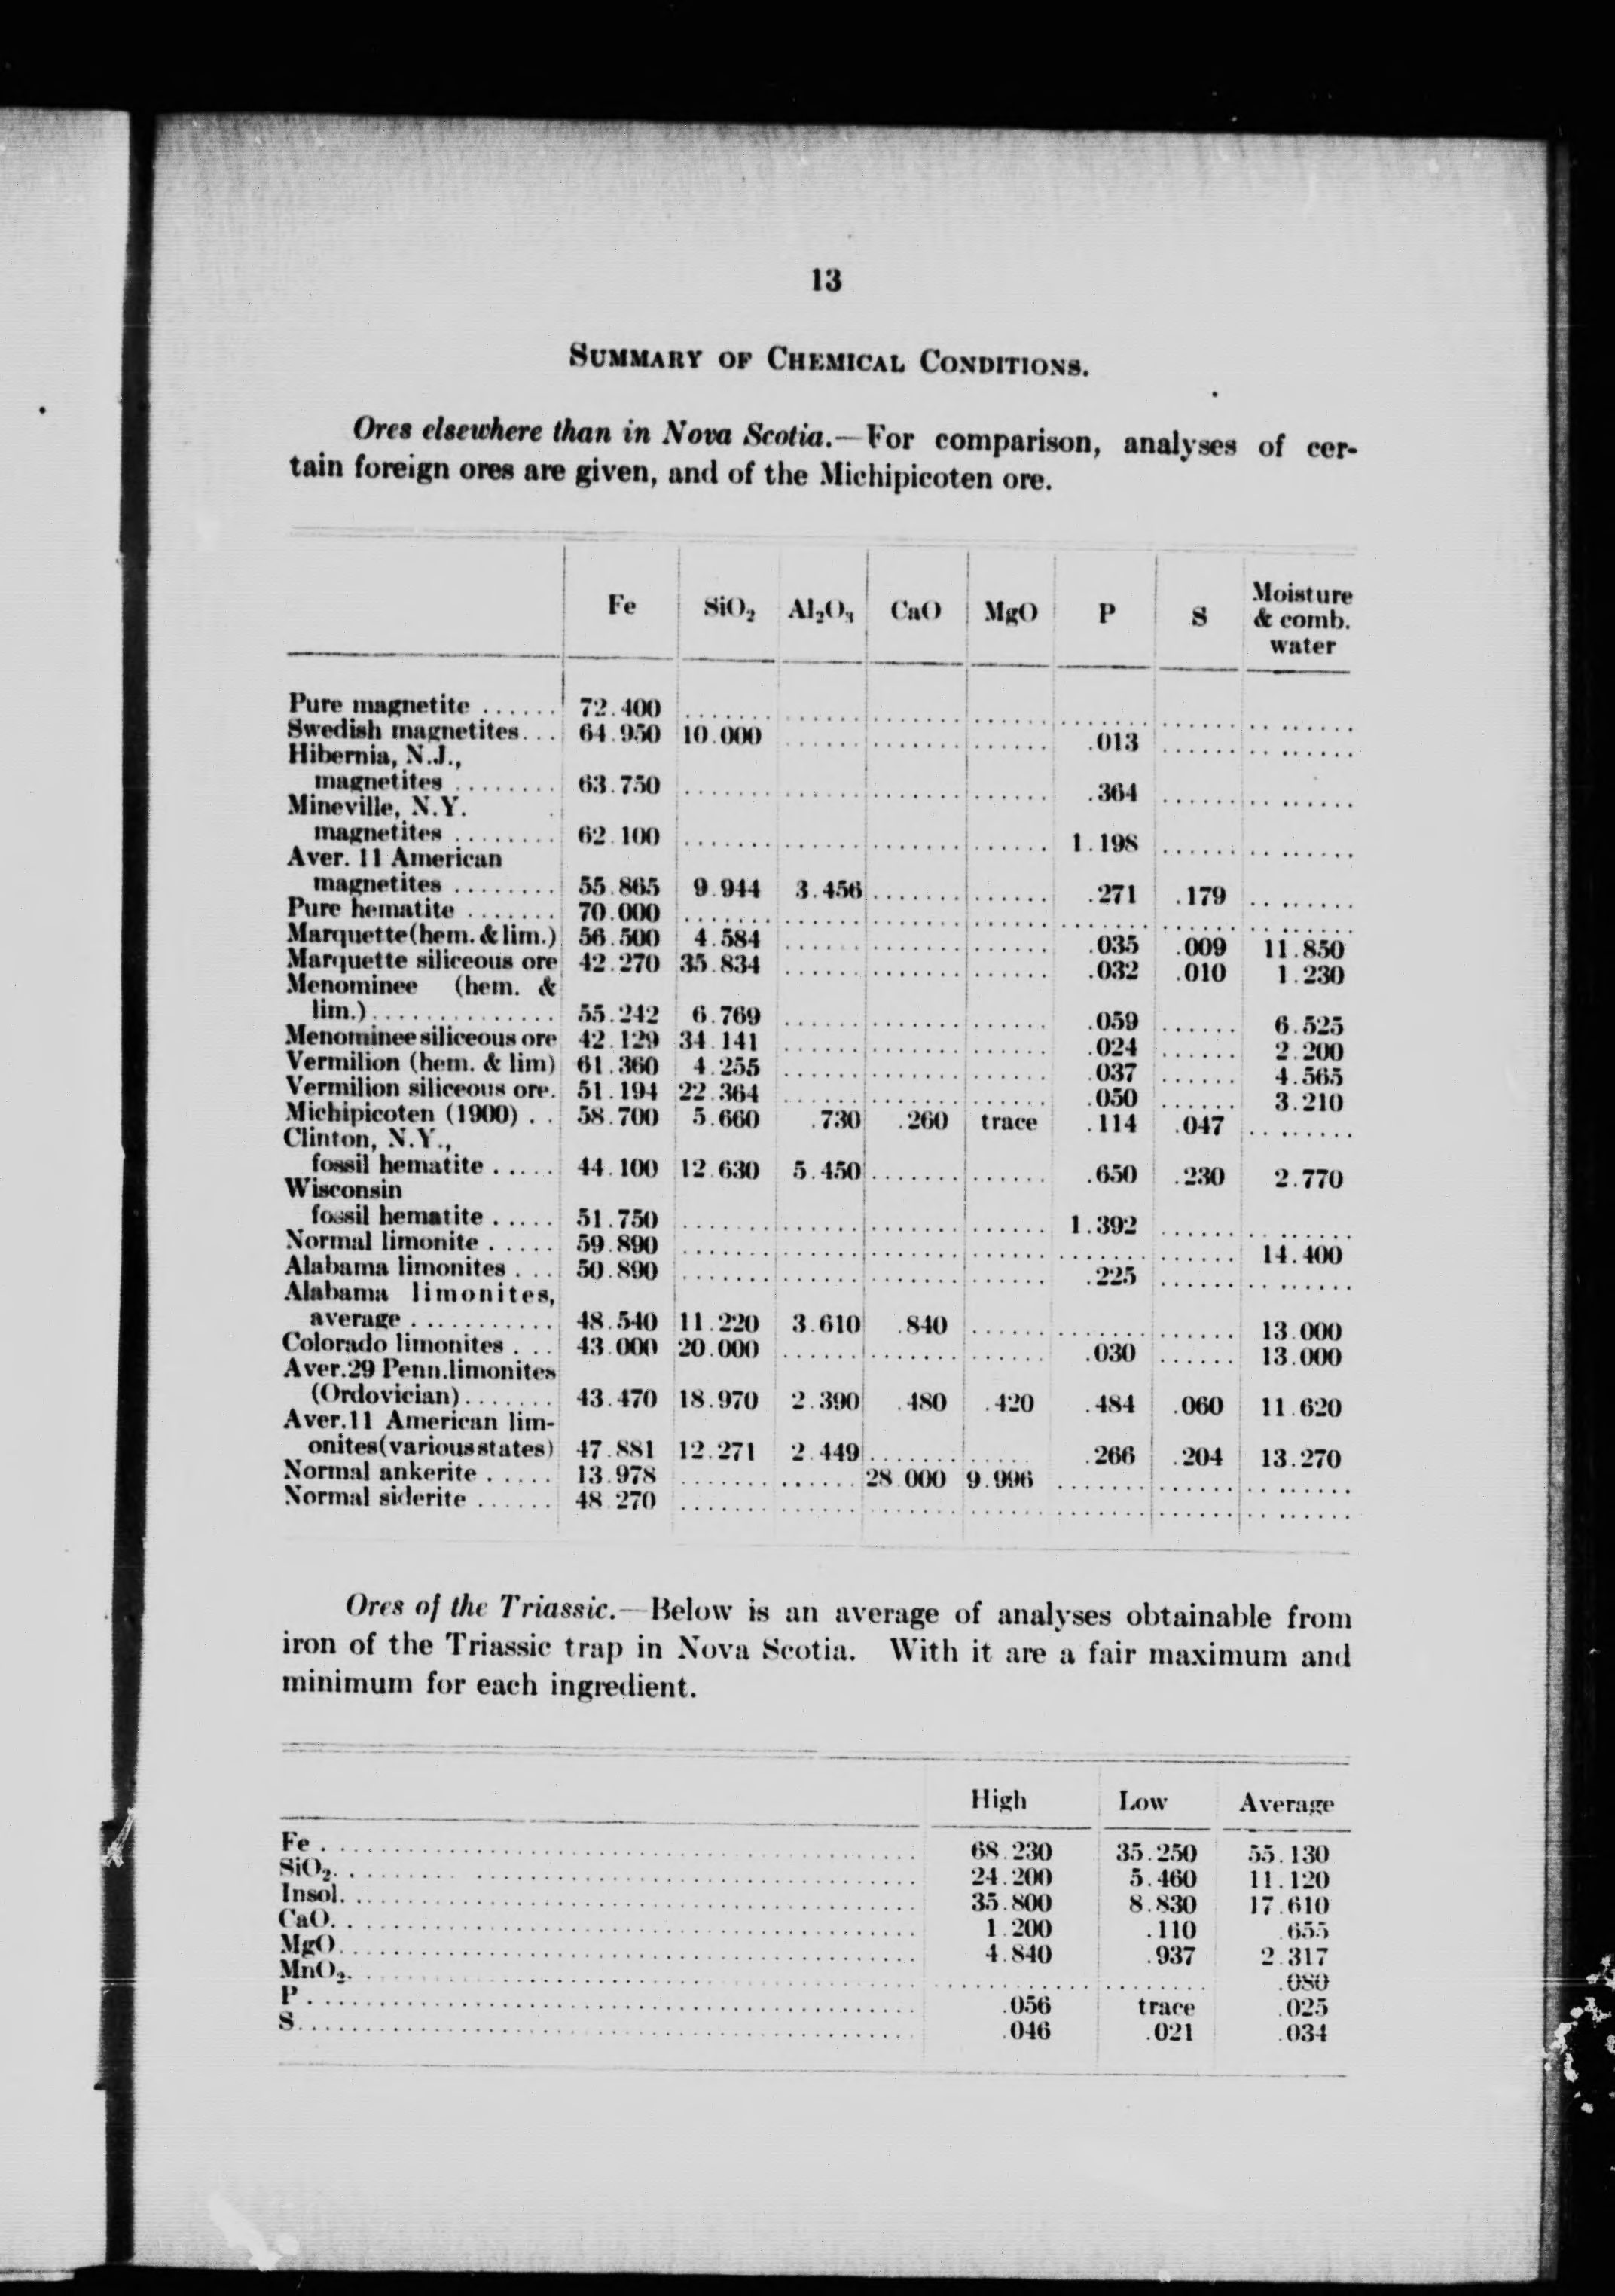 13
SUMMARY OF CHEMICAL CONDITIONS.
Ores elsewhere than in Nova Scotia.—For comparison, analyses of cer-
tain foreign ores are given, and of the Michipicoten ore.
Fe SiO₂ Al₂O₃ CaO MgO P S Moisture & comb. water
Pure magnetite ...... 72.400
Swedish magnetites... 64.950 10.000 .013
Hibernia, N.J.,
magnetites ........ 63.750 .364
Mineville, N.Y.
magnetites ........ 62.100 1.198
Aver. 11 American
magnetites ........ 55.865 9.944 3.456 .271 .179
Pure hematite ....... 70.000
Marquette (hem. & lim.) 56.500 4.584 .035 .009 11.850
Marquette siliceous ore 42.270 35.834 .032 .010 1.230
Menominee (hem. &
lim.).............. 55.242 6.769 .059 6.525
Menominee siliceous ore 42.129 34.141 .024 2.200
Vermilion (hem. & lim) 61.360 4.255 .037 4.565
Vermilion siliceous ore. 51.194 22.364 .050 3.210
Michipicoten (1900) .. 58.700 5.660 .730 .260 trace .114 .047
Clinton, N.Y.,
fossil hematite ..... 44.100 12.630 5.450 .650 .230 2.770
Wisconsin
fossil hematite ..... 51.750 1.392
Normal limonite ..... 59.890 14.400
Alabama limonites ... 50.890 .225
Alabama limonites,
average ............ 48.540 11.220 3.610 .840 13.000
Colorado limonites ... 43.000 20.000 .030 13.000
Aver. 29 Penn. limonites
(Ordovician)....... 43.470 18.970 2.390 .480 .420 .484 .060 11.620
Aver. 11 American lim-
onites (various states) 47.881 12.271 2.449 .266 .204 13.270
Normal ankerite ..... 13.978 28.000 9.996
Normal siderite ...... 48.270
Ores of the Triassic.—Below is an average of analyses obtainable from
iron of the Triassic trap in Nova Scotia. With it are a fair maximum and
minimum for each ingredient.
High Low Average
Fe 68.230 35.250 55.130
SiO₂ 24.200 5.460 11.120
Insol. 35.800 8.830 17.610
CaO. 1.200 .110 .655
MgO 4.840 .937 2.317
MnO₂. .080
P .056 trace .025
S .046 .021 .034